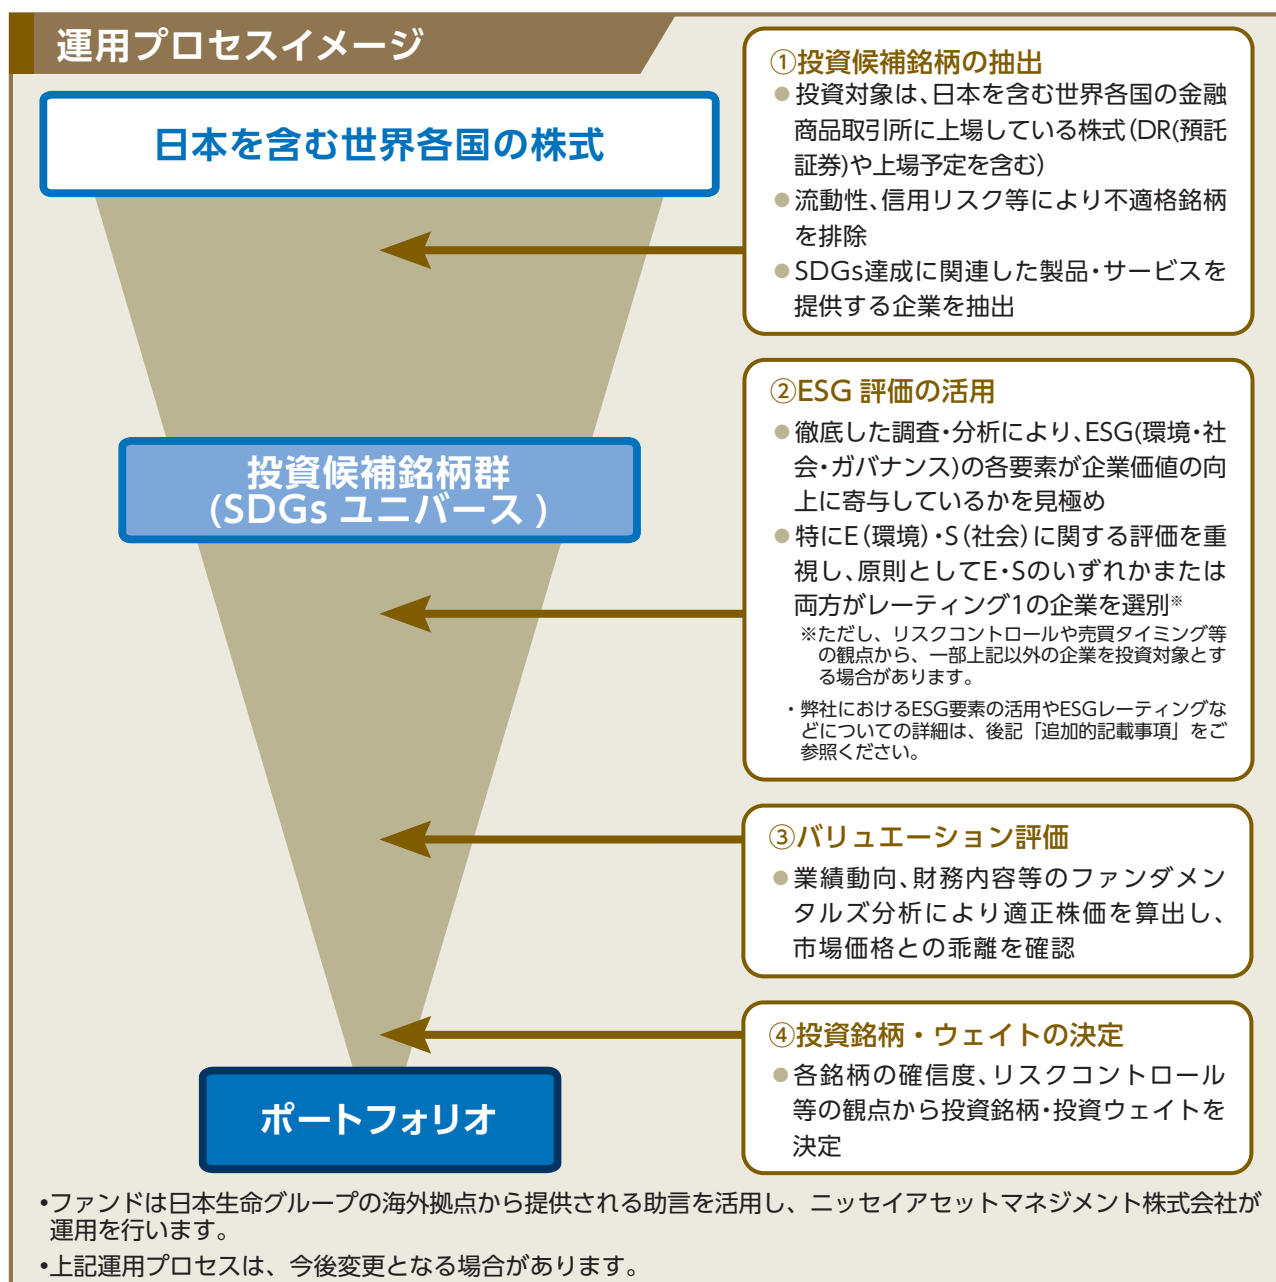 運用プロセスイメージ
日本を含む世界各国の株式
①投資候補銘柄の抽出
●投資対象は、日本を含む世界各国の金融
商品取引所に上場している株式(DR(預託
証券)や上場予定を含む)
●流動性、信用リスク等により不適格銘柄
を排除
●SDGs達成に関連した製品・サービスを
提供する企業を抽出
投資候補銘柄群
(SDGs ユニバース )
②ESG 評価の活用
●徹底した調査・分析により、ESG(環境・社
会・ガバナンス)の各要素が企業価値の向
上に寄与しているかを見極め
●特にE(環境)・S(社会)に関する評価を重
視し、原則としてE・Sのいずれかまたは
両方がレーティング1の企業を選別※
※ただし、リスクコントロールや売買タイミング等
の観点から、一部上記以外の企業を投資対象とす
る場合があります。
・弊社におけるESG要素の活用やESGレーティングな
どについての詳細は、後記「追加的記載事項」をご
参照ください。
③バリュエーション評価
●業績動向、財務内容等のファンダメン
タルズ分析により適正株価を算出し、
市場価格との乖離を確認
④投資銘柄・ウェイトの決定
●各銘柄の確信度、リスクコントロール
等の観点から投資銘柄・投資ウェイトを
決定
ポートフォリオ
•ファンドは日本生命グループの海外拠点から提供される助言を活用し、ニッセイアセットマネジメント株式会社が
運用を行います。
•上記運用プロセスは、今後変更となる場合があります。